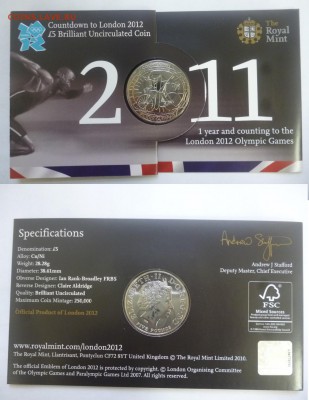 Countdown to London 2012
£5 Brilliant Uncirculated Coin
The
Royal
Mint
2 11
1 year and counting to the
London 2012 Olympic Games
Specifications
Denomination: £5
Alloy: Cu/Ni
Weight: 28.28g
Diameter: 38.61mm
Obverse Designer: Ian Rank-Broadley FRBS
Reverse Designer: Claire Aldridge
Quality: Brilliant Uncirculated
Maximum Coin Mintage: 250,000
Official Product of London 2012
Andrew J Stafford
Deputy Master, Chief Executive
FSC
Mixed Sources
www.royalmint.com/london2012
The Royal Mint, Llantrisant, Pontyclun CF72 8YT United Kingdom © The Royal Mint Limited 2010.
The official Emblem of London 2012 is protected by copyright. © London Organising Committee
of the Olympic Games and Paralympic Games Ltd 2007. All rights reserved.